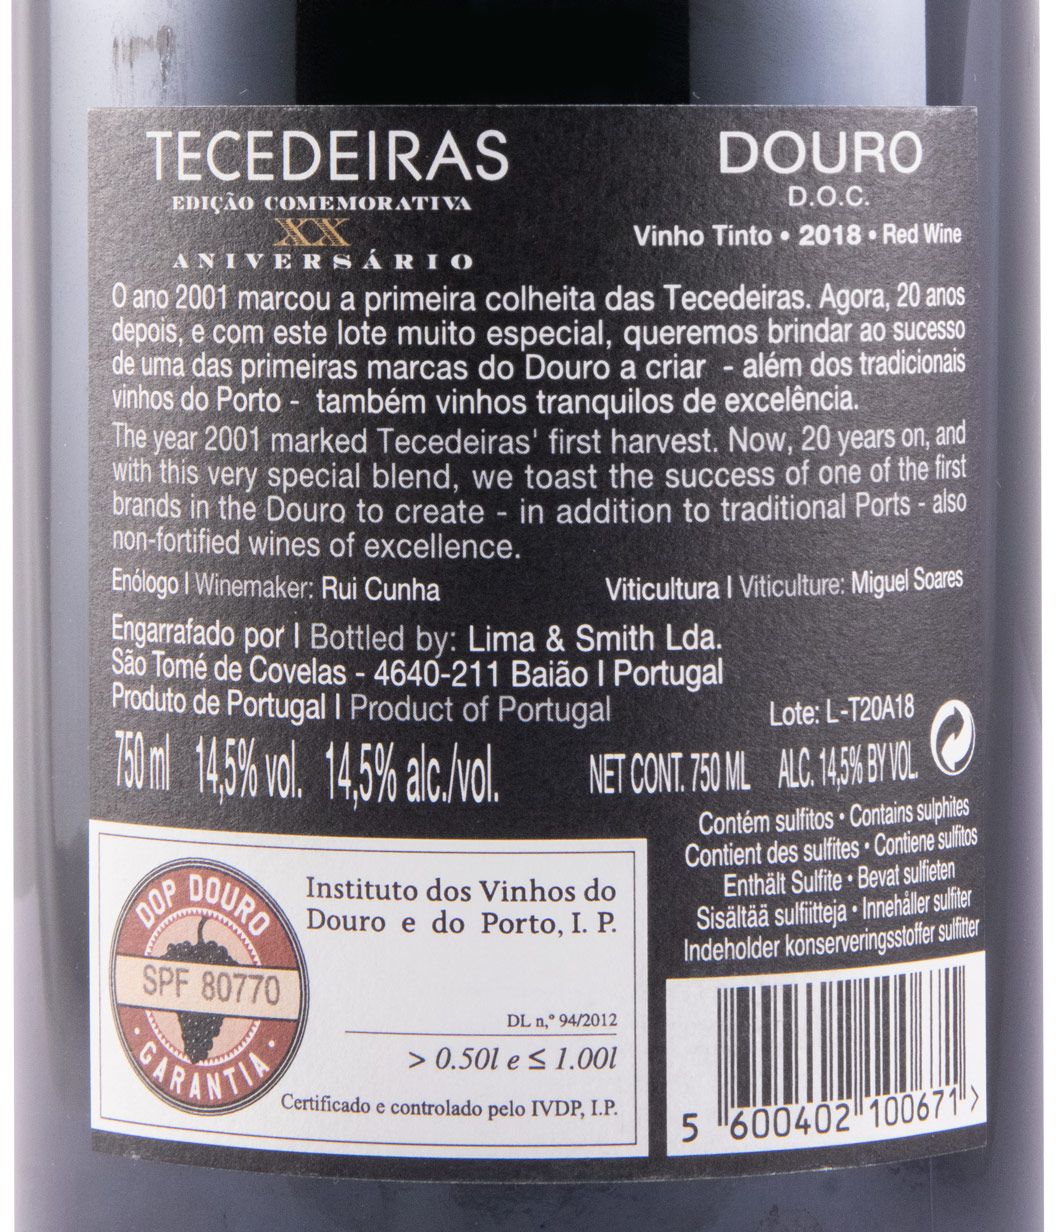 TECEDEIRAS
EDIÇÃO COMEMORATIVA
XX
ANIVERSÁRIO
DOURO
D.O.C.
Vinho Tinto • 2018 • Red Wine
O ano 2001 marcou a primeira colheita das Tecedeiras. Agora, 20 anos
depois, e com este lote muito especial, queremos brindar ao sucesso
de uma das primeiras marcas do Douro a criar - além dos tradicionais
vinhos do Porto - também vinhos tranquilos de excelência.
The year 2001 marked Tecedeiras' first harvest. Now, 20 years on, and
with this very special blend, we toast the success of one of the first
brands in the Douro to create - in addition to traditional Ports - also
non-fortified wines of excellence.
Enólogo | Winemaker: Rui Cunha
Viticultura | Viticulture: Miguel Soares
Engarrafado por | Bottled by: Lima & Smith Lda.
São Tomé de Covelas - 4640-211 Baião | Portugal
Produto de Portugal | Product of Portugal
Lote: L-T20A18
750 ml 14,5% vol. 14,5% alc./vol.
NET CONT. 750 ML ALC. 14,5% BY VOL.
Contém sulfitos • Contains sulphites
Contient des sulfites • Contiene sulfitos
Enthält Sulfite • Bevat sulfieten
Sisältää sulfiitteja • Innehåller sulfiter
Indeholder konserveringsstoffer sulfitter
DOP DOURO
SPF 80770
• GARANTIA •
Instituto dos Vinhos do
Douro e do Porto, I. P.
DL n,º 94/2012
> 0.50l e ≤ 1.00l
Certificado e controlado pelo IVDP, I.P.
5 600402 100671 >